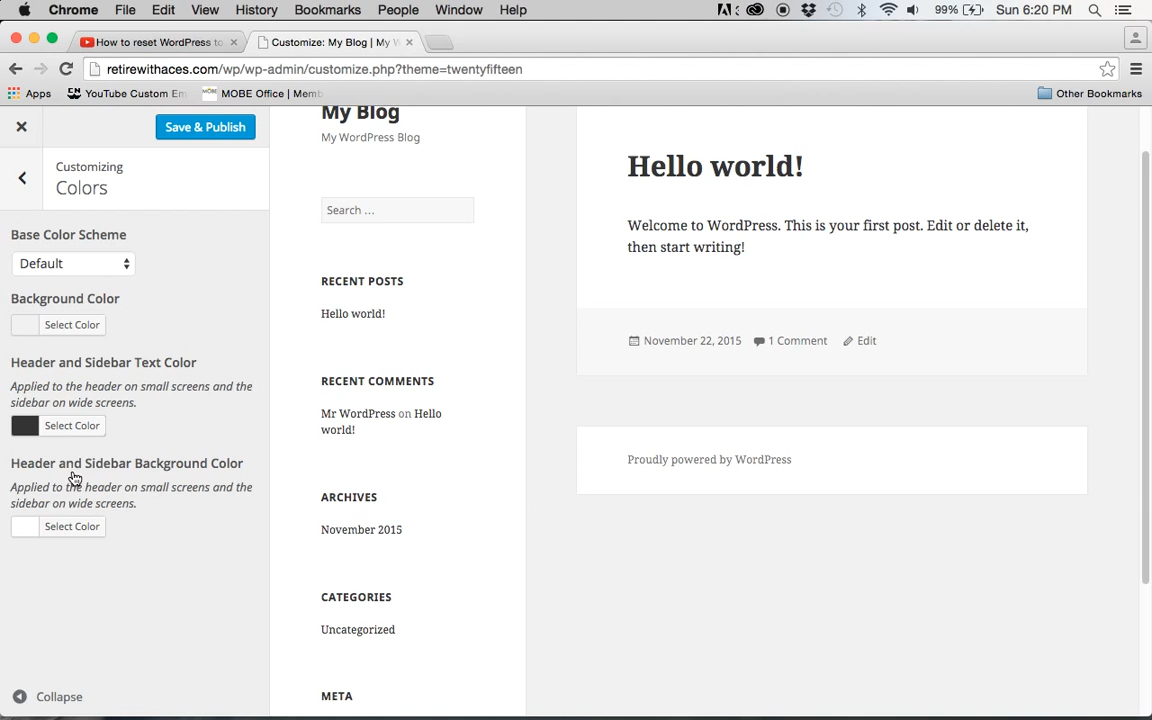 Chrome File Edit View History Bookmarks People Window Help 99% Sun 6:20 PM
How to reset WordPress to Customize: My Blog | My W
retirewithaces.com/wp/wp-admin/customize.php?theme=twentyfifteen
Apps YouTube Custom Em MOBE Office | Memb Other Bookmarks
Save & Publish
Customizing
Colors
Base Color Scheme
Default
Background Color
Select Color
Header and Sidebar Text Color
Applied to the header on small screens and the
sidebar on wide screens.
Select Color
Header and Sidebar Background Color
Applied to the header on small screens and the
sidebar on wide screens.
Select Color
Collapse
My Blog
My WordPress Blog
Search ...
RECENT POSTS
Hello world!
RECENT COMMENTS
Mr WordPress on Hello
world!
ARCHIVES
November 2015
CATEGORIES
Uncategorized
META
Hello world!
Welcome to WordPress. This is your first post. Edit or delete it,
then start writing!
November 22, 2015 1 Comment Edit
Proudly powered by WordPress